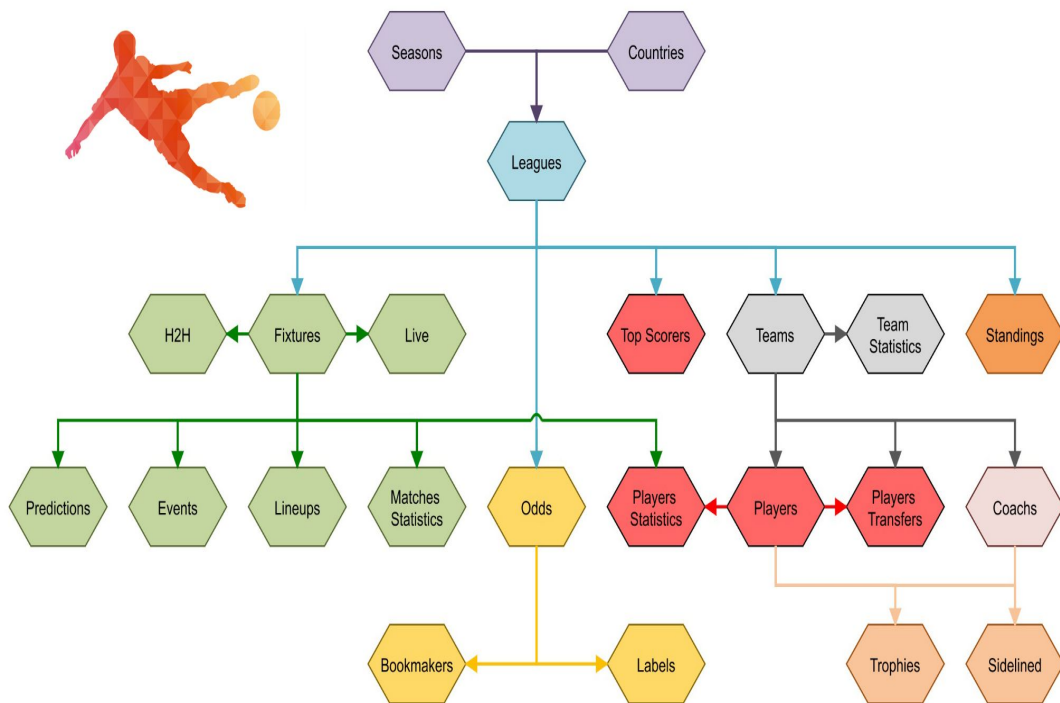 Seasons
Countries
Leagues
H2H
Fixtures
Live
Top Scorers
Teams
Team
Statistics
Standings
Predictions
Events
Lineups
Matches
Statistics
Odds
Players
Statistics
Players
Players
Transfers
Coachs
Bookmakers
Labels
Trophies
Sidelined